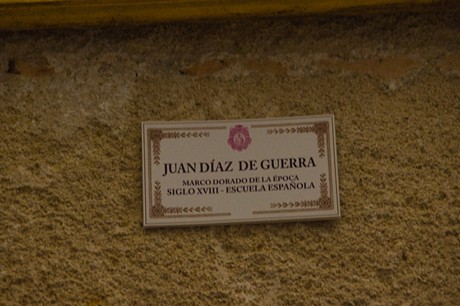 JUAN DÍAZ DE GUERRA
MARCO DORADO DE LA ÉPOCA
SIGLO XVIII - ESCUELA ESPAÑOLA